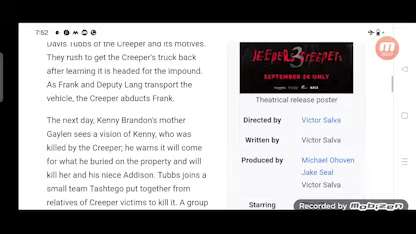 7:52
Davis Tubbs of the Creeper and its motives.
They rush to get the Creeper's truck back
after learning it is headed for the impound.
As Frank and Deputy Lang transport the
vehicle, the Creeper abducts Frank.
The next day, Kenny Brandon's mother
Gaylen sees a vision of Kenny, who was
killed by the Creeper; he warns it will come
for what he buried on the property and will
kill her and his niece Addison. Tubbs joins a
small team Tashtego put together from
relatives of Creeper victims to kill it. A group
JEEPERS CREEPERS
3
SEPTEMBER 26 ONLY
Theatrical release poster
Directed by Victor Salva
Written by Victor Salva
Produced by Michael Ohoven
Jake Seal
Victor Salva
Starring
Recorded by Mobizen